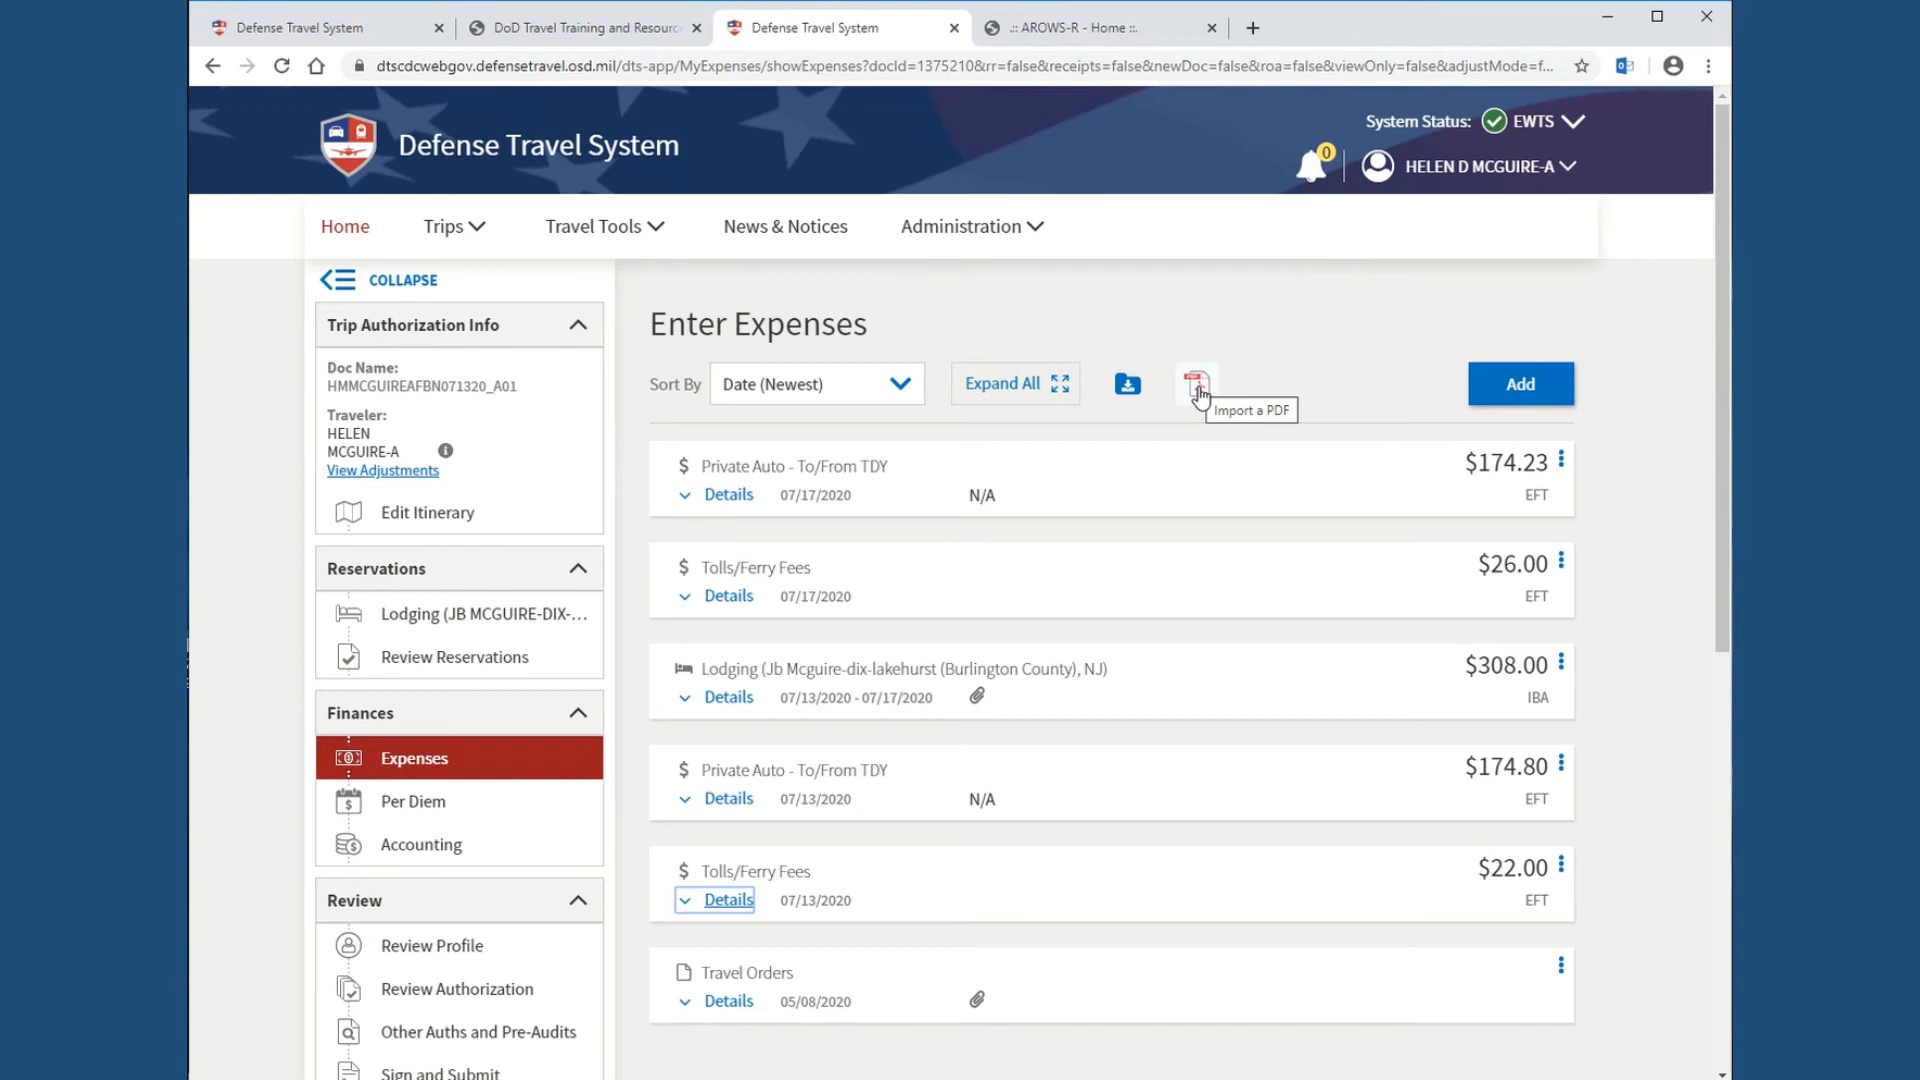 Defense Travel System
DoD Travel Training and Resourc
Defense Travel System
.:: AROWS-R - Home ::.
dtscdcwebgov.defensetravel.osd.mil/dts-app/MyExpenses/showExpenses?docId=1375210&rr=false&receipts=false&newDoc=false&roa=false&viewOnly=false&adjustMode=f...
Defense Travel System
System Status: EWTS
0
HELEN D MCGUIRE-A
Home
Trips
Travel Tools
News & Notices
Administration
COLLAPSE
Trip Authorization Info
Doc Name:
HMMCGUIREAFBN071320_A01
Traveler:
HELEN
MCGUIRE-A
View Adjustments
Edit Itinerary
Reservations
Lodging (JB MCGUIRE-DIX-...
Review Reservations
Finances
Expenses
Per Diem
Accounting
Review
Review Profile
Review Authorization
Other Auths and Pre-Audits
Sign and Submit
Enter Expenses
Sort By Date (Newest)
Expand All
Import a PDF
Add
Private Auto - To/From TDY $174.23
Details 07/17/2020 N/A EFT
Tolls/Ferry Fees $26.00
Details 07/17/2020 EFT
Lodging (Jb Mcguire-dix-lakehurst (Burlington County), NJ) $308.00
Details 07/13/2020 - 07/17/2020 IBA
Private Auto - To/From TDY $174.80
Details 07/13/2020 N/A EFT
Tolls/Ferry Fees $22.00
Details 07/13/2020 EFT
Travel Orders
Details 05/08/2020